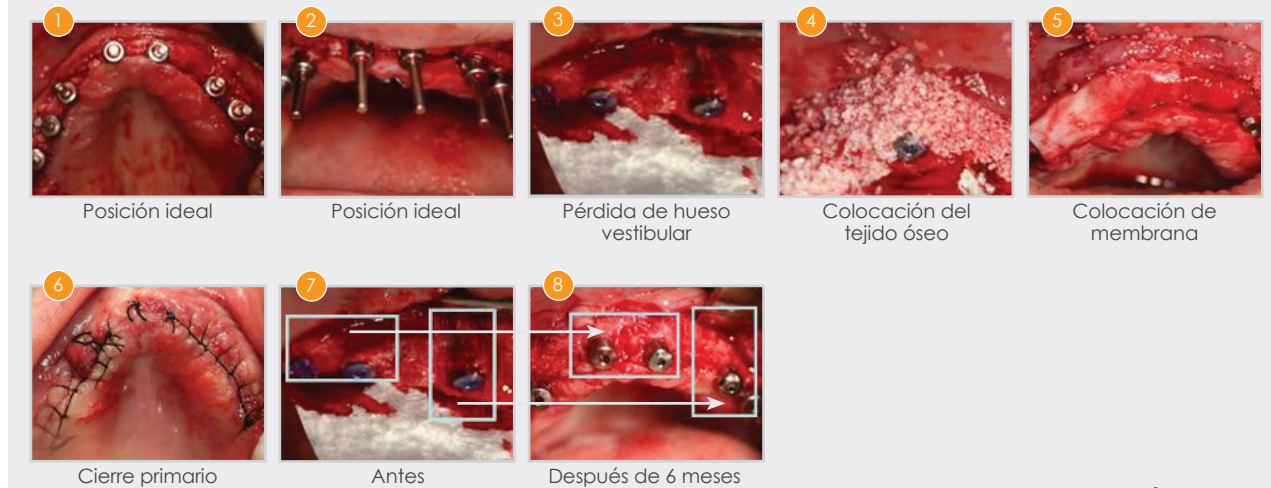 1
2
3
4
5
Posición ideal
Posición ideal
Pérdida de hueso
vestibular
Colocación del
tejido óseo
Colocación de
membrana
6
7
8
Cierre primario
Antes
Después de 6 meses